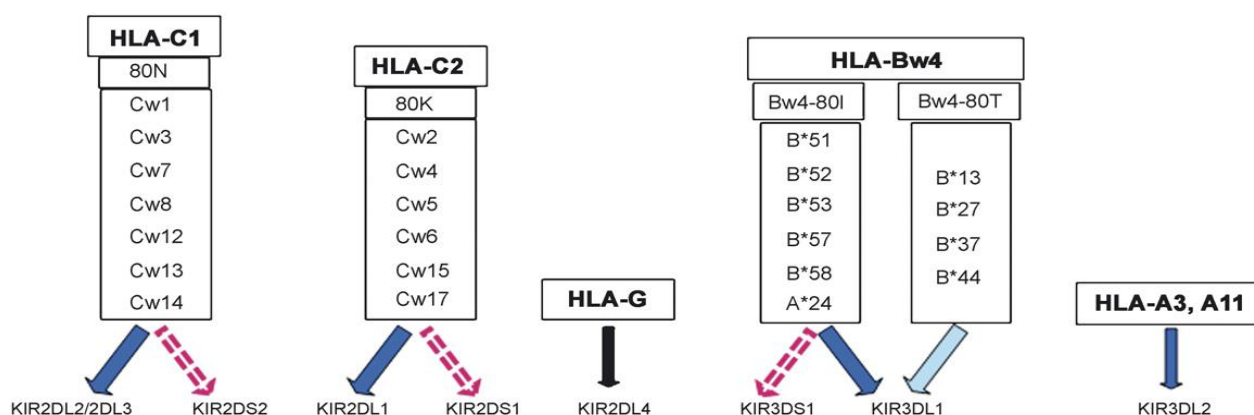 HLA-C1
80N
Cw1
Cw3
Cw7
Cw8
Cw12
Cw13
Cw14
KIR2DL2/2DL3
KIR2DS2
HLA-C2
80K
Cw2
Cw4
Cw5
Cw6
Cw15
Cw17
KIR2DL1
KIR2DS1
HLA-G
KIR2DL4
HLA-Bw4
Bw4-80I
B*51
B*52
B*53
B*57
B*58
A*24
Bw4-80T
B*13
B*27
B*37
B*44
KIR3DS1
KIR3DL1
HLA-A3, A11
KIR3DL2